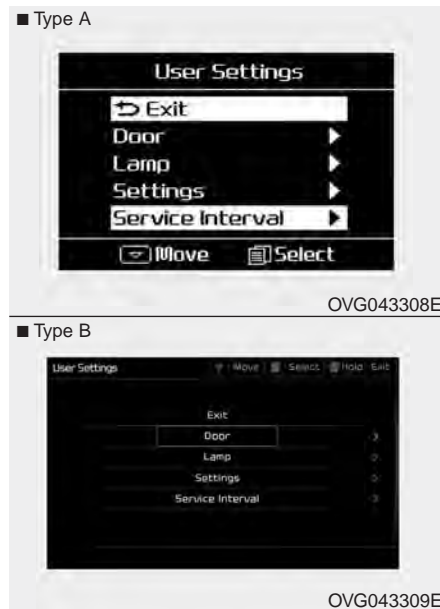 ■ Type A
User Settings
Exit
Door
Lamp
Settings
Service Interval
Move Select
OVG043308E
■ Type B
User Settings Move Select Hold Exit
Exit
Door
Lamp
Settings
Service Interval
OVG043309E